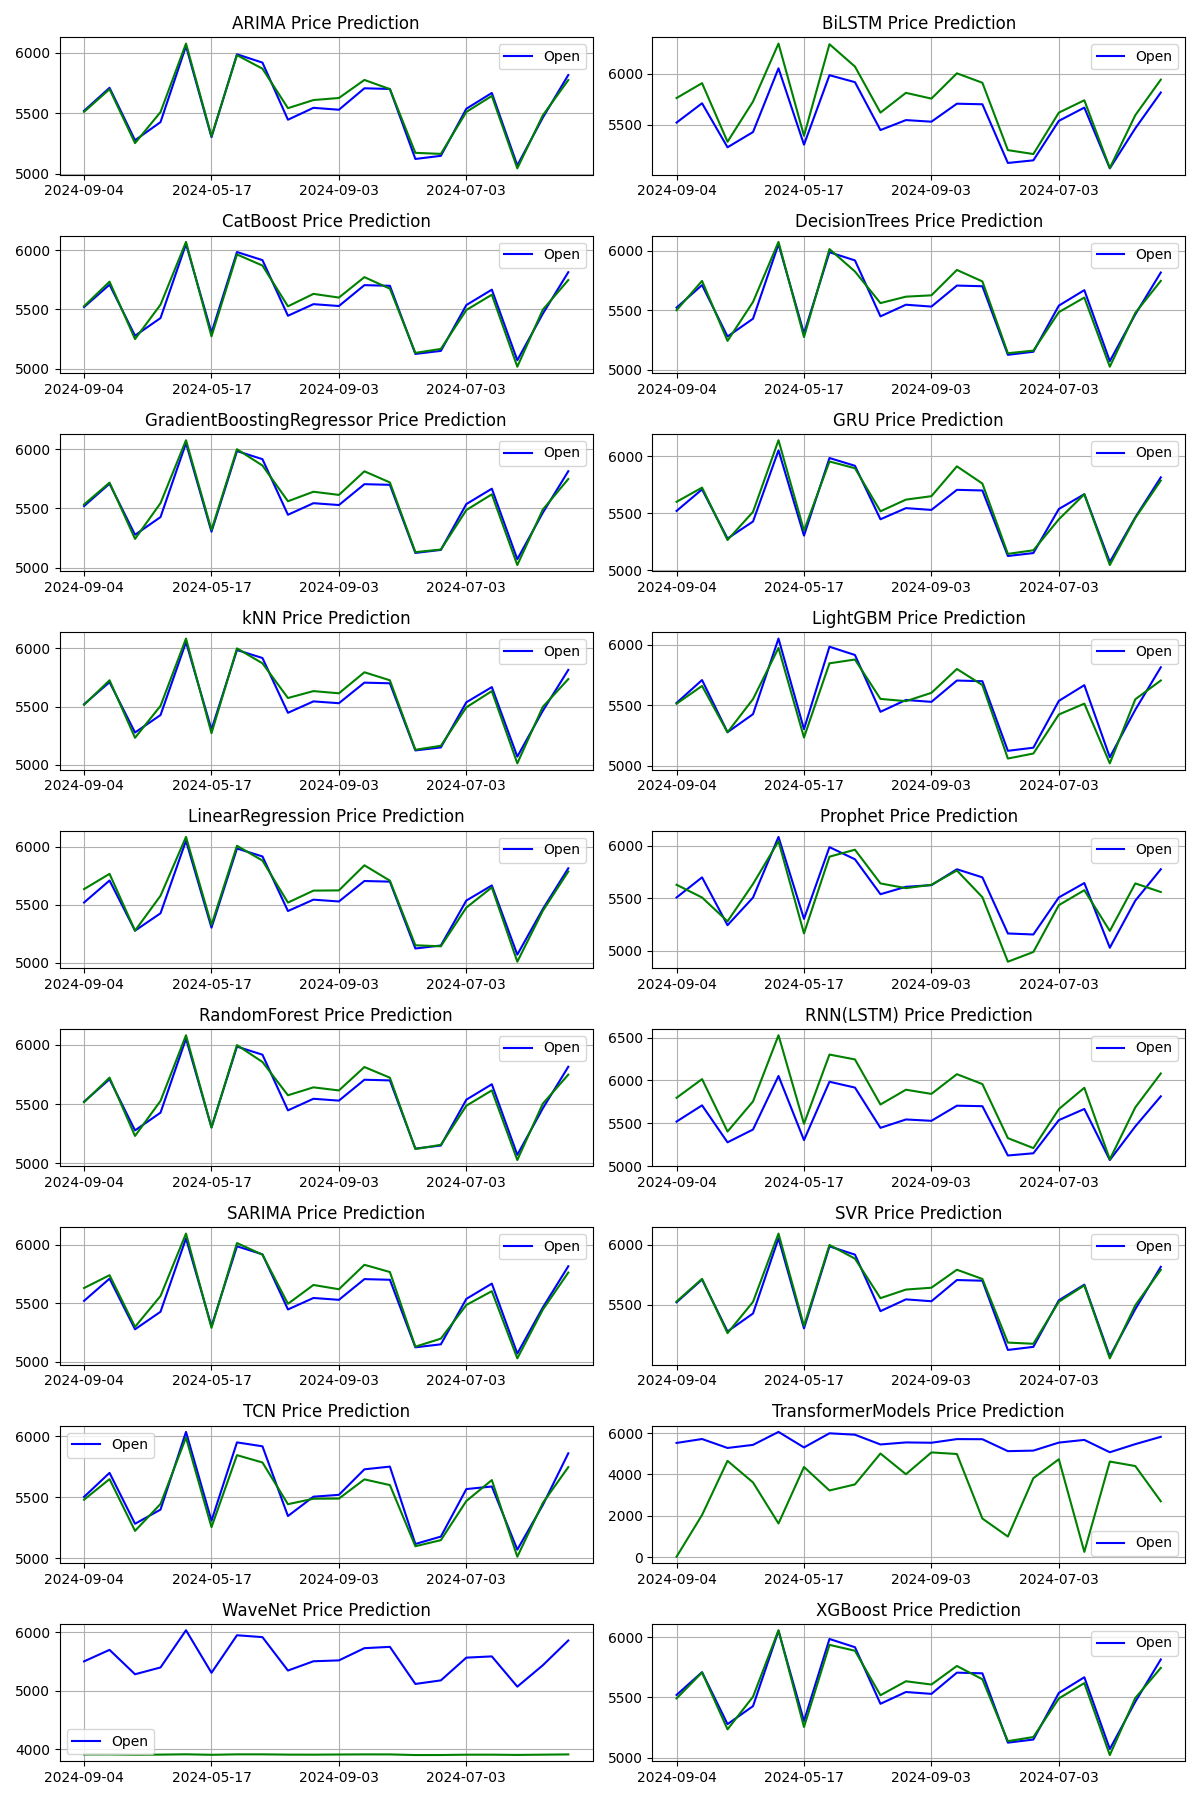 ARIMA Price Prediction
6000
5500
5000
Open
2024-09-04 2024-05-17 2024-09-03 2024-07-03
BiLSTM Price Prediction
6000
5500
Open
2024-09-04 2024-05-17 2024-09-03 2024-07-03
CatBoost Price Prediction
6000
5500
5000
Open
2024-09-04 2024-05-17 2024-09-03 2024-07-03
DecisionTrees Price Prediction
6000
5500
5000
Open
2024-09-04 2024-05-17 2024-09-03 2024-07-03
GradientBoostingRegressor Price Prediction
6000
5500
5000
Open
2024-09-04 2024-05-17 2024-09-03 2024-07-03
GRU Price Prediction
6000
5500
5000
Open
2024-09-04 2024-05-17 2024-09-03 2024-07-03
kNN Price Prediction
6000
5500
5000
Open
2024-09-04 2024-05-17 2024-09-03 2024-07-03
LightGBM Price Prediction
6000
5500
5000
Open
2024-09-04 2024-05-17 2024-09-03 2024-07-03
LinearRegression Price Prediction
6000
5500
5000
Open
2024-09-04 2024-05-17 2024-09-03 2024-07-03
Prophet Price Prediction
6000
5500
5000
Open
2024-09-04 2024-05-17 2024-09-03 2024-07-03
RandomForest Price Prediction
6000
5500
5000
Open
2024-09-04 2024-05-17 2024-09-03 2024-07-03
RNN(LSTM) Price Prediction
6500
6000
5500
5000
Open
2024-09-04 2024-05-17 2024-09-03 2024-07-03
SARIMA Price Prediction
6000
5500
5000
Open
2024-09-04 2024-05-17 2024-09-03 2024-07-03
SVR Price Prediction
6000
5500
Open
2024-09-04 2024-05-17 2024-09-03 2024-07-03
TCN Price Prediction
6000
5500
5000
Open
2024-09-04 2024-05-17 2024-09-03 2024-07-03
TransformerModels Price Prediction
6000
4000
2000
0
Open
2024-09-04 2024-05-17 2024-09-03 2024-07-03
WaveNet Price Prediction
6000
5000
4000
Open
2024-09-04 2024-05-17 2024-09-03 2024-07-03
XGBoost Price Prediction
6000
5500
5000
Open
2024-09-04 2024-05-17 2024-09-03 2024-07-03